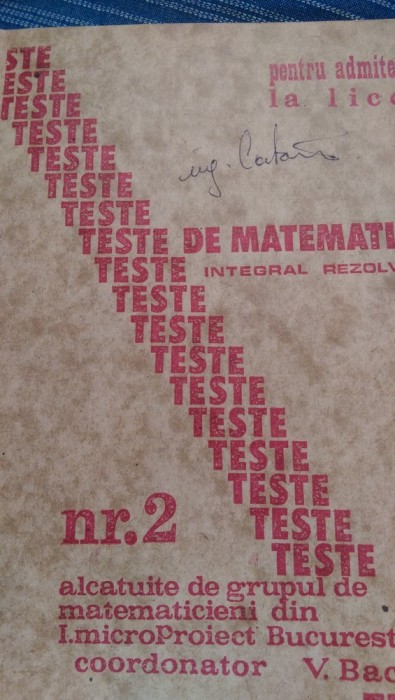 STE
ESTE
TESTE
TESTE
TESTE
TESTE
TESTE
TESTE DE MATEMATI
TESTE INTEGRAL REZOLV
TESTE
TESTE
TESTE
TESTE
TESTE
TESTE
TESTE
TESTE
TESTE
pentru admite
la lice
ing.
nr.2
alcatuite de grupul de
matematicieni din
I.microProiect Bucurest
coordonator V. Bac